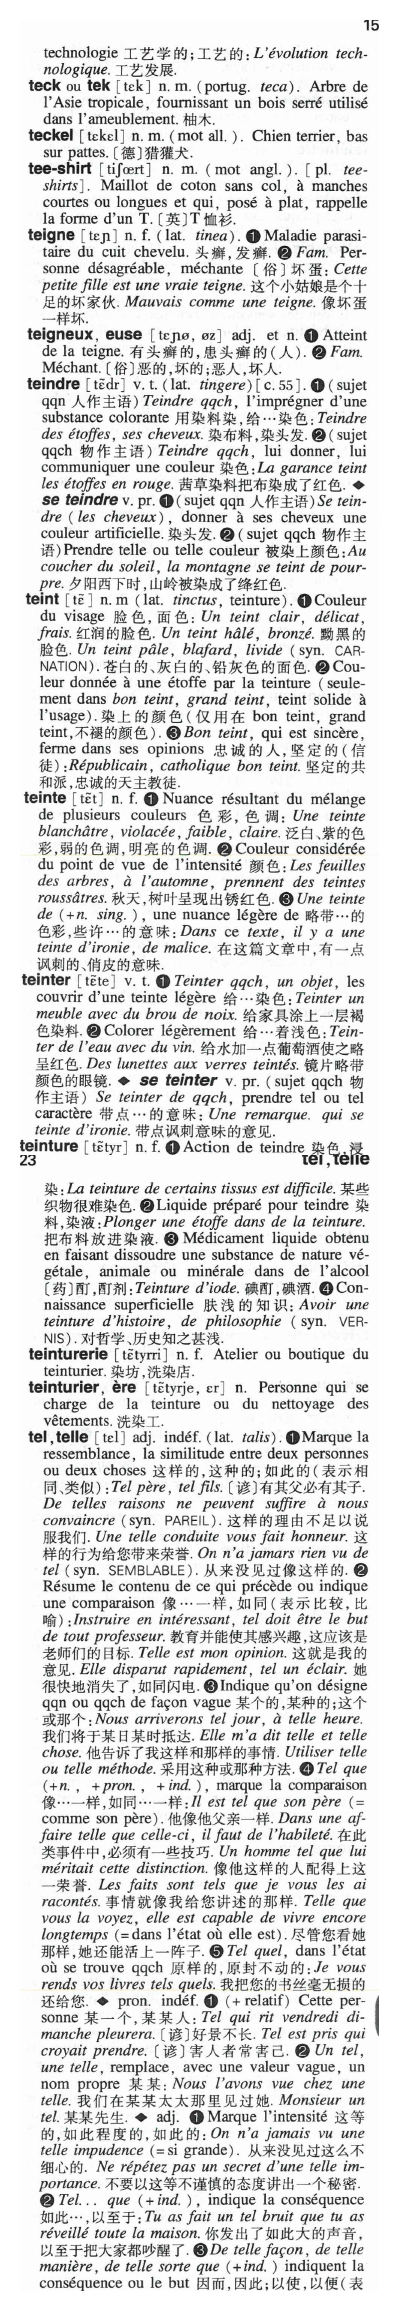 15
technologie 工艺学的;工艺的: L'évolution tech-
nologique. 工艺发展.
teck ou tek [tɛk] n. m. (portug. teca). Arbre de
l'Asie tropicale, fournissant un bois serré utilisé
dans l'ameublement. 柚木.
teckel [tɛkɛl] n. m. (mot all.). Chien terrier, bas
sur pattes. [德]猎獾犬.
tee-shirt [tiʃœrt] n. m. (mot angl.). [pl. tee-
shirts]. Maillot de coton sans col, à manches
courtes ou longues et qui, posé à plat, rappelle
la forme d'un T. [英]T恤衫.
teigne [tɛɲ] n. f. (lat. tinea). ❶ Maladie parasi-
taire du cuir chevelu. 头癣,发癣. ❷ Fam. Per-
sonne désagréable, méchante [俗]坏蛋: Cette
petite fille est une vraie teigne. 这个小姑娘是个十
足的坏家伙. Mauvais comme une teigne. 像坏蛋
一样坏.
teigneux, euse [tɛɲø, øz] adj. et n. ❶ Atteint
de la teigne. 有头癣的,患头癣的(人). ❷ Fam.
Méchant. [俗]恶的,坏的;恶人,坏人.
teindre [tɛ̃dr] v. t. (lat. tingere) [c. 55]. ❶ (sujet
qqn 人作主语) Teindre qqch, l'imprégner d'une
substance colorante 用染料染,给…染色: Teindre
des étoffes, ses cheveux. 染布料,染头发. ❷ (sujet
qqch 物作主语) Teindre qqch, lui donner, lui
communiquer une couleur 染色: La garance teint
les étoffes en rouge. 茜草染料把布染成了红色. ◆
se teindre v. pr. ❶ (sujet qqn 人作主语) Se tein-
dre (les cheveux), donner à ses cheveux une
couleur artificielle. 染头发. ❷ (sujet qqch 物作主
语) Prendre telle ou telle couleur 被染上颜色: Au
coucher du soleil, la montagne se teint de pour-
pre. 夕阳西下时,山岭被染成了绛红色.
teint [tɛ̃] n. m (lat. tinctus, teinture). ❶ Couleur
du visage 脸色,面色: Un teint clair, délicat,
frais. 红润的脸色. Un teint hâlé, bronzé. 黝黑的
脸色. Un teint pâle, blafard, livide (syn. CAR-
NATION). 苍白的、灰白的、铅灰色的面色. ❷ Cou-
leur donnée à une étoffe par la teinture (seule-
ment dans bon teint, grand teint, teint solide à
l'usage). 染上的颜色(仅用在 bon teint, grand
teint,不褪的颜色). ❸ Bon teint, qui est sincère,
ferme dans ses opinions 忠诚的人,坚定的(信
徒): Républicain, catholique bon teint. 坚定的共
和派,忠诚的天主教徒.
teinte [tɛ̃t] n. f. ❶ Nuance résultant du mélange
de plusieurs couleurs 色彩,色调: Une teinte
blanchâtre, violacée, faible, claire. 泛白、紫的色
彩,弱的色调,明亮的色调. ❷ Couleur considérée
du point de vue de l'intensité 颜色: Les feuilles
des arbres, à l'automne, prennent des teintes
roussâtres. 秋天,树叶呈现出锈红色. ❸ Une teinte
de (+n. sing.), une nuance légère de 略带…的
色彩,些许…的意味: Dans ce texte, il y a une
teinte d'ironie, de malice. 在这篇文章中,有一点
讽刺的、俏皮的意味.
teinter [tɛ̃te] v. t. ❶ Teinter qqch, un objet, les
couvrir d'une teinte légère 给…染色: Teinter un
meuble avec du brou de noix. 给家具涂上一层褐
色染料. ❷ Colorer légèrement 给…着浅色: Tein-
ter de l'eau avec du vin. 给水加一点葡萄酒使之略
呈红色. Des lunettes aux verres teintés. 镜片略带
颜色的眼镜. ◆ se teinter v. pr. (sujet qqch 物
作主语) Se teinter de qqch, prendre tel ou tel
caractère 带点…的意味: Une remarque. qui se
teinte d'ironie. 带点讽刺意味的意见.
teinture [tɛ̃tyr] n. f. ❶ Action de teindre 染色,浸
23 tel, telle
染: La teinture de certains tissus est difficile. 某些
织物很难染色. ❷ Liquide préparé pour teindre 染
料,染液: Plonger une étoffe dans de la teinture.
把布料放进染液. ❸ Médicament liquide obtenu
en faisant dissoudre une substance de nature vé-
gétale, animale ou minérale dans de l'alcool
[药]酊,酊剂: Teinture d'iode. 碘酊,碘酒. ❹ Con-
naissance superficielle 肤浅的知识: Avoir une
teinture d'histoire, de philosophie (syn. VER-
NIS). 对哲学、历史知之甚浅.
teinturerie [tɛ̃tyrri] n. f. Atelier ou boutique du
teinturier. 染坊,洗染店.
teinturier, ère [tɛ̃tyrje, ɛr] n. Personne qui se
charge de la teinture ou du nettoyage des
vêtements. 洗染工.
tel, telle [tɛl] adj. indéf. (lat. talis). ❶ Marque la
ressemblance, la similitude entre deux personnes
ou deux choses 这样的,这种的;如此的(表示相
同、类似): Tel père, tel fils. [谚]有其父必有其子.
De telles raisons ne peuvent suffire à nous
convaincre (syn. PAREIL). 这样的理由不足以说
服我们. Une telle conduite vous fait honneur. 这
样的行为给您带来荣誉. On n'a jamars rien vu de
tel (syn. SEMBLABLE). 从来没见过像这样的. ❷
Résume le contenu de ce qui précède ou indique
une comparaison 像…一样,如同(表示比较,比
喻): Instruire en intéressant, tel doit être le but
de tout professeur. 教育并能使其感兴趣,这应该是
老师们的目标. Telle est mon opinion. 这就是我的
意见. Elle disparut rapidement, tel un éclair. 她
很快地消失了,如同闪电. ❸ Indique qu'on désigne
qqn ou qqch de façon vague 某个的,某种的;这个
或那个: Nous arriverons tel jour, à telle heure.
我们将于某日某时抵达. Elle m'a dit telle et telle
chose. 他告诉了我这样和那样的事情. Utiliser telle
ou telle méthode. 采用这种或那种方法. ❹ Tel que
(+n., +pron., +ind.), marque la comparaison
像…一样,如同…一样: Il est tel que son père (=
comme son père). 他像他父亲一样. Dans une af-
faire telle que celle-ci, il faut de l'habileté. 在此
类事件中,必须有一些技巧. Un homme tel que lui
méritait cette distinction. 像他这样的人配得上这
一荣誉. Les faits sont tels que je vous les ai
racontés. 事情就像我给您讲述的那样. Telle que
vous la voyez, elle est capable de vivre encore
longtemps (=dans l'état où elle est). 尽管您看她
那样,她还能活上一阵子. ❺ Tel quel, dans l'état
où se trouve qqch 原样的,原封不动的: Je vous
rends vos livres tels quels. 我把您的书丝毫无损的
还给您. ◆ pron. indéf. ❶ (+relatif) Cette per-
sonne 某一个,某某人: Tel qui rit vendredi di-
manche pleurera. [谚]好景不长. Tel est pris qui
croyait prendre. [谚]害人者常害己. ❷ Un tel,
une telle, remplace, avec une valeur vague, un
nom propre 某某: Nous l'avons vue chez une
telle. 我们在某某太太那里见过她. Monsieur un
tel. 某某先生. ◆ adj. ❶ Marque l'intensité 这等
的,如此程度的,如此的: On n'a jamais vu une
telle impudence (=si grande). 从来没见过这么不
细心的. Ne répétez pas un secret d'une telle im-
portance. 不要以这等不谨慎的态度讲出一个秘密.
❷ Tel... que (+ind.), indique la conséquence
如此…,以至于: Tu as fait un tel bruit que tu as
réveillé toute la maison. 你发出了如此大的声音,
以至于把大家都吵醒了. ❸ De telle façon, de telle
manière, de telle sorte que (+ind.) indiquent la
conséquence ou le but 因而,因此;以使,以便(表